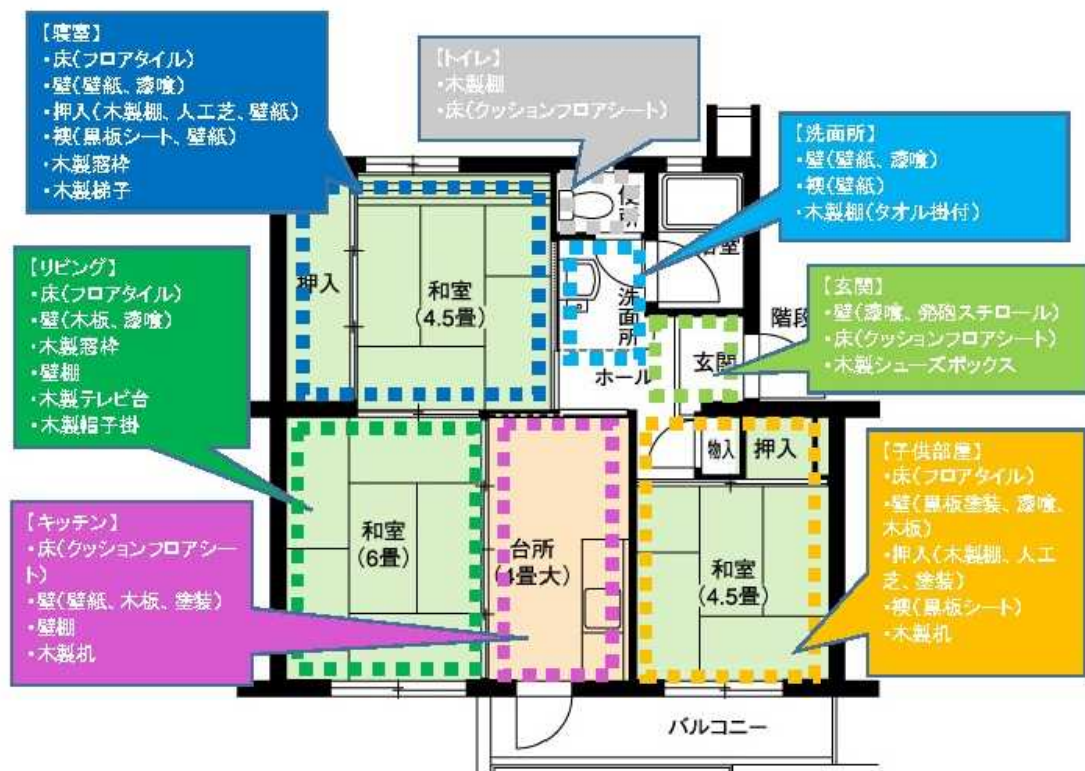 【寝室】
・床(フロアタイル)
・壁(壁紙、漆喰)
・押入(木製棚、人工芝、壁紙)
・襖(黒板シート、壁紙)
・木製窓枠
・木製梯子
【トイレ】
・木製棚
・床(クッションフロアシート)
【洗面所】
・壁(壁紙、漆喰)
・襖(壁紙)
・木製棚(タオル掛付)
【リビング】
・床(フロアタイル)
・壁(木板、漆喰)
・木製窓枠
・壁棚
・木製テレビ台
・木製帽子掛
【玄関】
・壁(漆喰、発砲スチロール)
・床(クッションフロアシート)
・木製シューズボックス
【キッチン】
・床(クッションフロアシー
ト)
・壁(壁紙、木板、塗装)
・壁棚
・木製机
【子供部屋】
・床(フロアタイル)
・壁(黒板塗装、漆喰、
木板)
・押入(木製棚、人工
芝、塗装)
・襖(黒板シート)
・木製机
押入
和室
(4.5畳)
便所
洗面所
階段
玄関
ホール
物入
押入
和室
(6畳)
台所
(4畳大)
和室
(4.5畳)
バルコニー